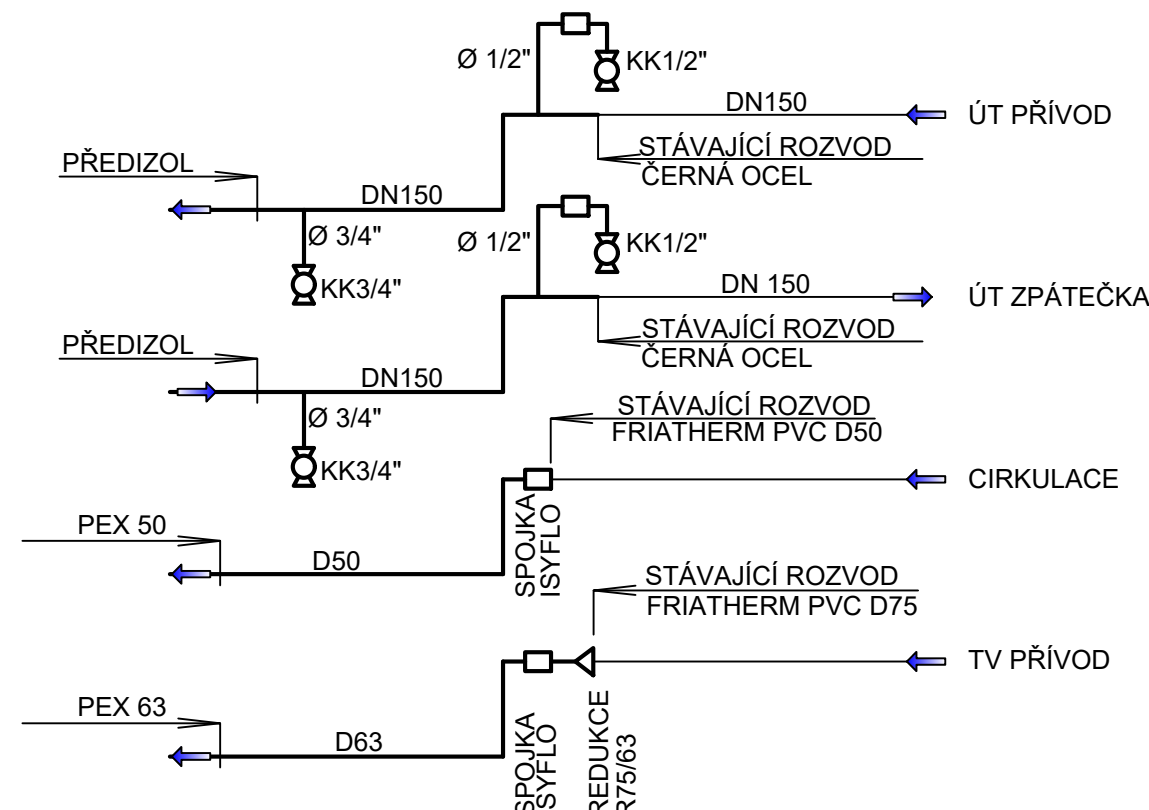 Ø 1/2"
KK1/2"
DN150
ÚT PŘÍVOD
STÁVAJÍCÍ ROZVOD
ČERNÁ OCEL
PŘEDIZOL
DN150
Ø 3/4"
KK3/4"
Ø 1/2"
KK1/2"
DN 150
ÚT ZPÁTEČKA
STÁVAJÍCÍ ROZVOD
ČERNÁ OCEL
PŘEDIZOL
DN150
Ø 3/4"
KK3/4"
STÁVAJÍCÍ ROZVOD
FRIATHERM PVC D50
CIRKULACE
SPOJKA
ISYFLO
PEX 50
D50
STÁVAJÍCÍ ROZVOD
FRIATHERM PVC D75
TV PŘÍVOD
PEX 63
D63
SPOJKA
ISYFLO
REDUKCE
R75/63